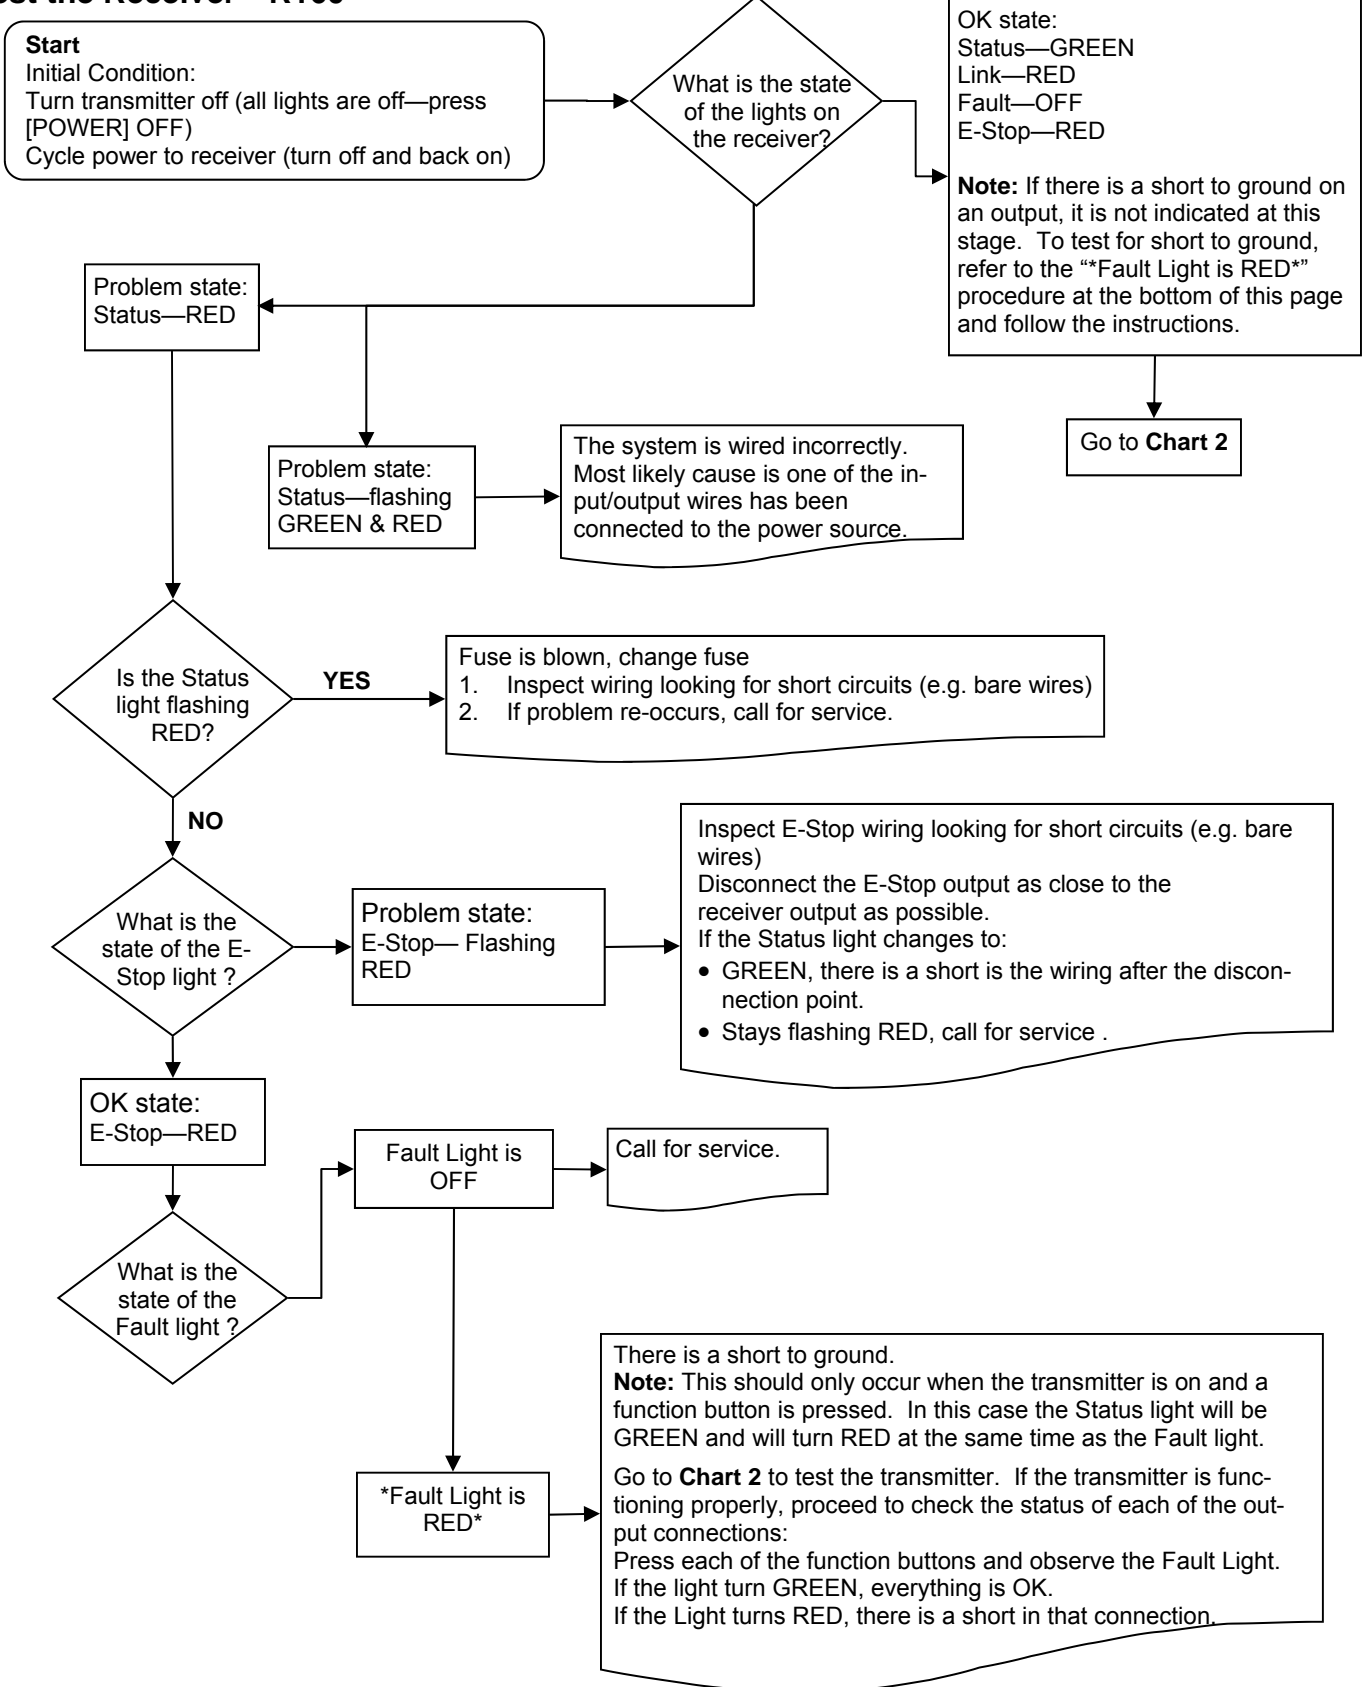 Start
Initial Condition:
Turn transmitter off (all lights are off—press
[POWER] OFF)
Cycle power to receiver (turn off and back on)
What is the state
of the lights on
the receiver?
OK state:
Status—GREEN
Link—RED
Fault—OFF
E-Stop—RED
Note: If there is a short to ground on
an output, it is not indicated at this
stage. To test for short to ground,
refer to the “*Fault Light is RED*”
procedure at the bottom of this page
and follow the instructions.
Go to Chart 2
Problem state:
Status—RED
Problem state:
Status—flashing
GREEN & RED
The system is wired incorrectly.
Most likely cause is one of the in-
put/output wires has been
connected to the power source.
Is the Status
light flashing
RED?
YES
Fuse is blown, change fuse
1. Inspect wiring looking for short circuits (e.g. bare wires)
2. If problem re-occurs, call for service.
NO
What is the
state of the E-
Stop light ?
Problem state:
E-Stop— Flashing
RED
Inspect E-Stop wiring looking for short circuits (e.g. bare
wires)
Disconnect the E-Stop output as close to the
receiver output as possible.
If the Status light changes to:
• GREEN, there is a short is the wiring after the discon-
nection point.
• Stays flashing RED, call for service .
OK state:
E-Stop—RED
Fault Light is
OFF
Call for service.
What is the
state of the
Fault light ?
*Fault Light is
RED*
There is a short to ground.
Note: This should only occur when the transmitter is on and a
function button is pressed. In this case the Status light will be
GREEN and will turn RED at the same time as the Fault light.
Go to Chart 2 to test the transmitter. If the transmitter is func-
tioning properly, proceed to check the status of each of the out-
put connections:
Press each of the function buttons and observe the Fault Light.
If the light turn GREEN, everything is OK.
If the Light turns RED, there is a short in that connection.